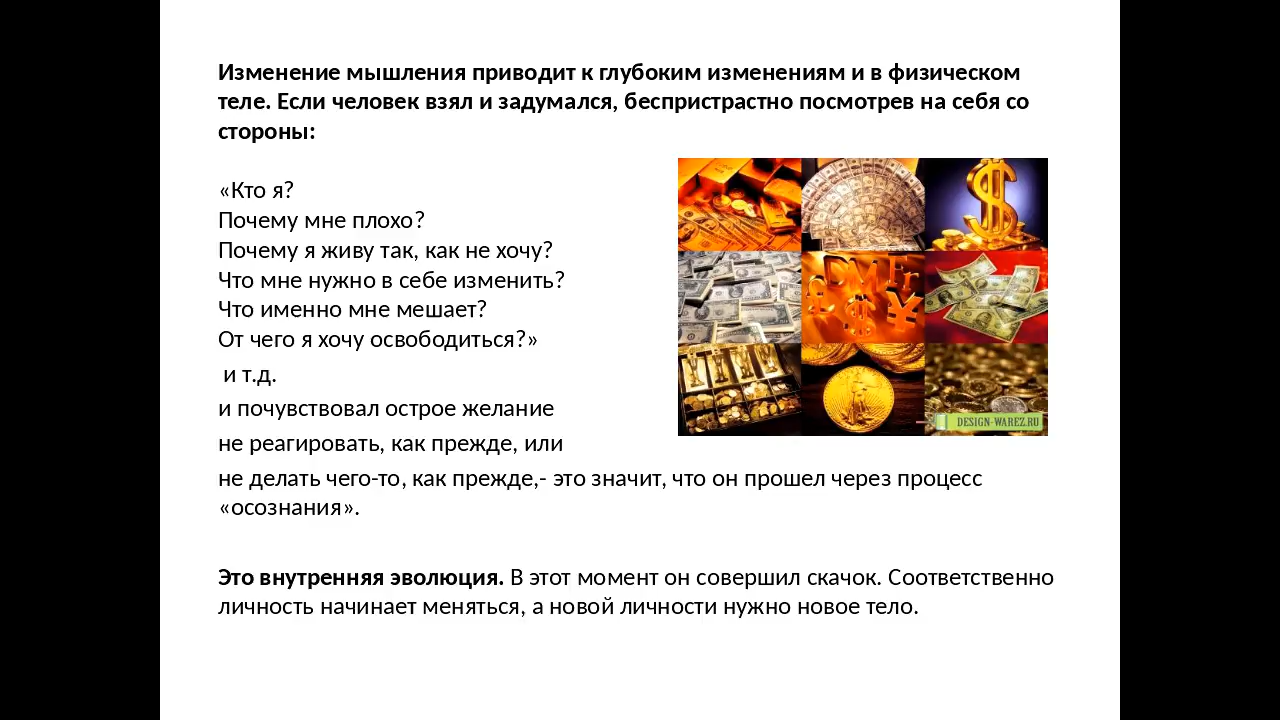 Изменение мышления приводит к глубоким изменениям и в физическом
теле. Если человек взял и задумался, беспристрастно посмотрев на себя со
стороны:
«Кто я?
Почему мне плохо?
Почему я живу так, как не хочу?
Что мне нужно в себе изменить?
Что именно мне мешает?
От чего я хочу освободиться?»
и т.д.
и почувствовал острое желание
не реагировать, как прежде, или
не делать чего-то, как прежде,- это значит, что он прошел через процесс
«осознания».
Это внутренняя эволюция. В этот момент он совершил скачок. Соответственно
личность начинает меняться, а новой личности нужно новое тело.
DESIGN-WAREZ.RU